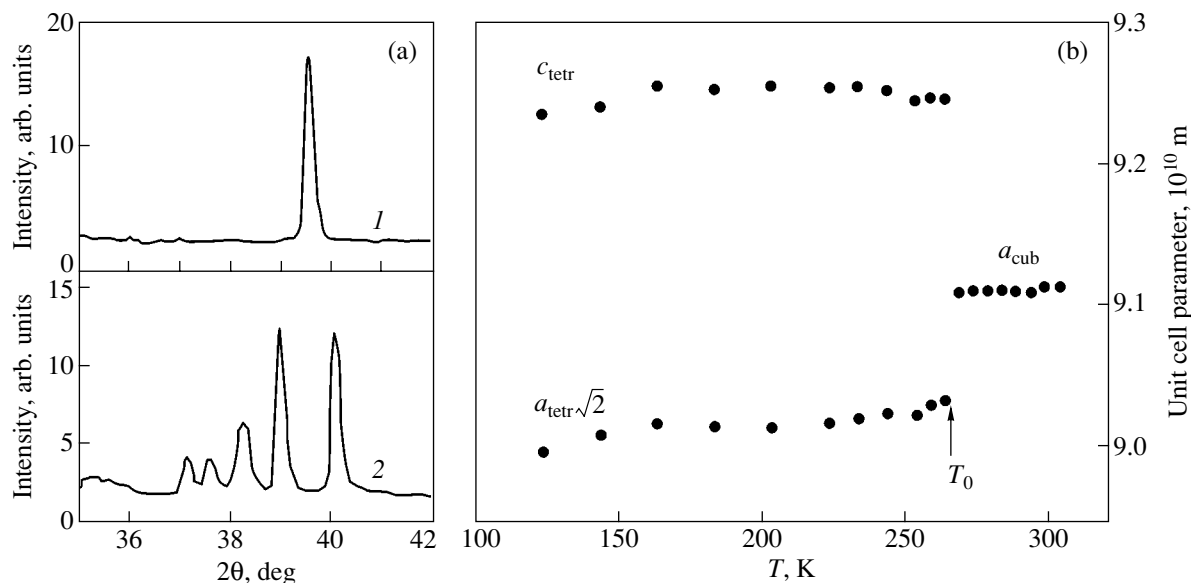 (a)
Intensity, arb. units
20
10
0
1
Intensity, arb. units
15
10
5
0
2
36 38 40 42
2θ, deg
(b)
c_tetr
a_cub
a_tetr√2
T_0
9.3
9.2
9.1
9.0
Unit cell parameter, 10^10 m
100 150 200 250 300
T, K